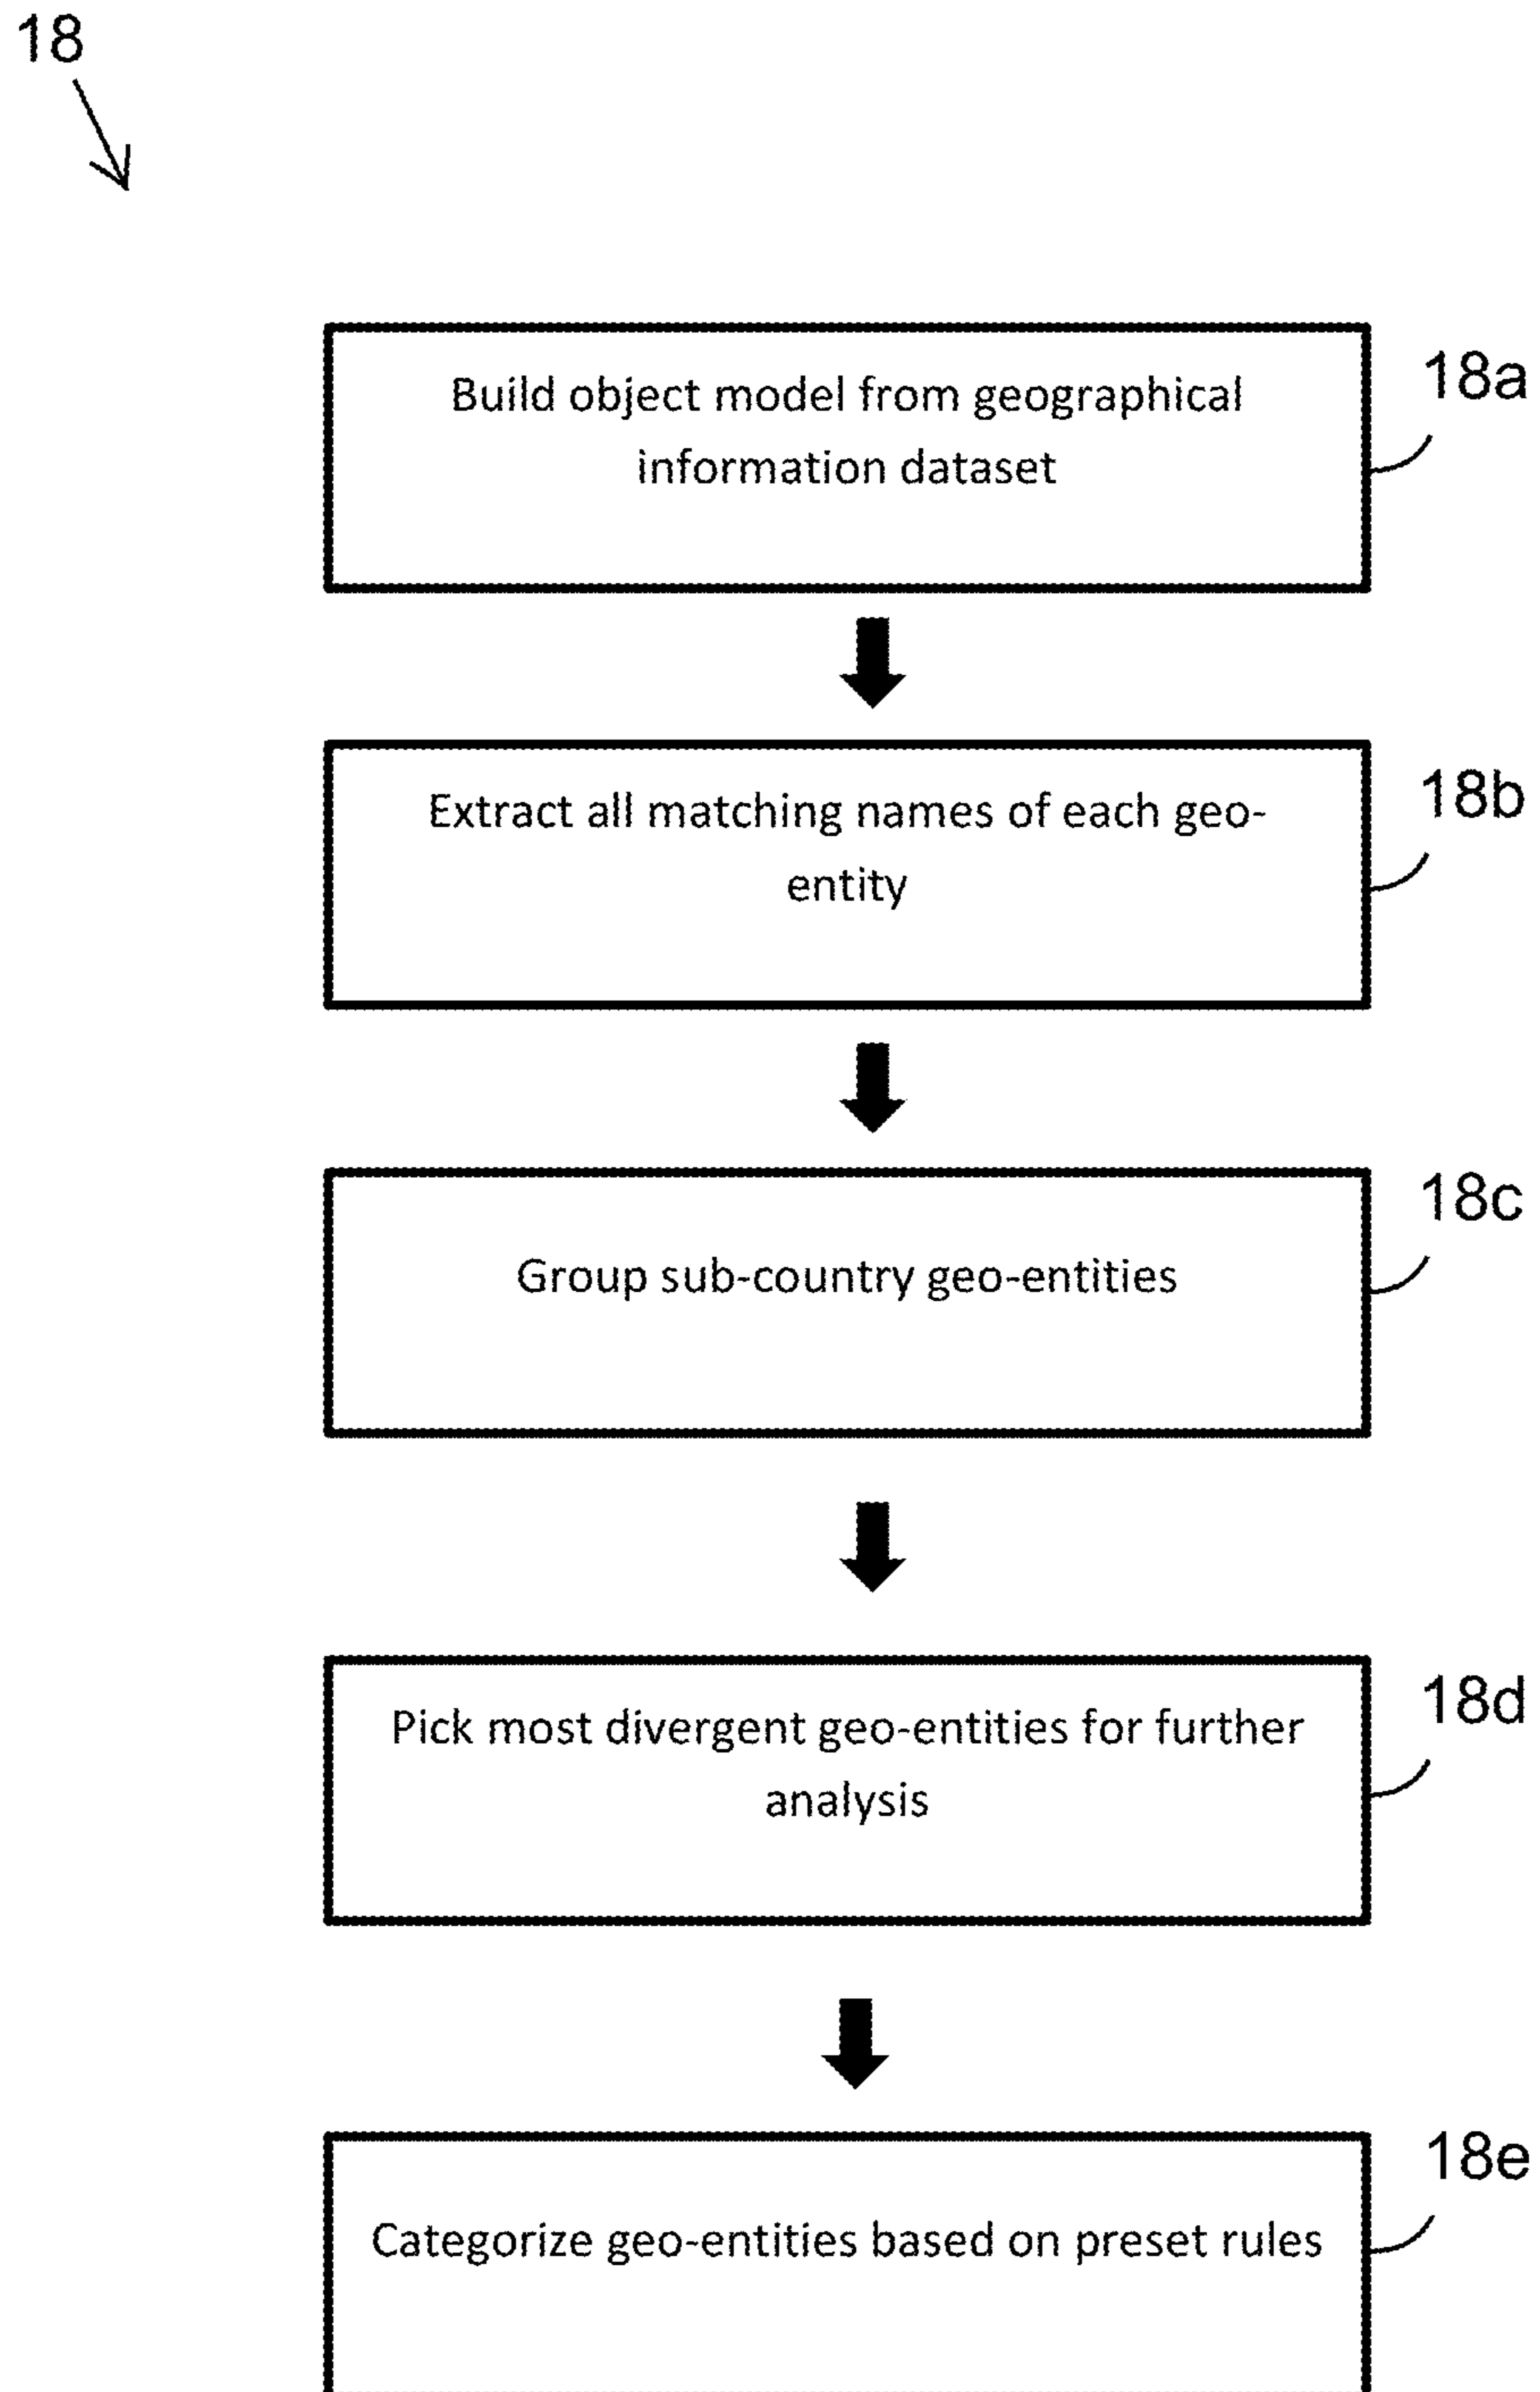 18
Build object model from geographical
information dataset
18a
Extract all matching names of each geo-
entity
18b
Group sub-country geo-entities
18c
Pick most divergent geo-entities for further
analysis
18d
Categorize geo-entities based on preset rules
18e